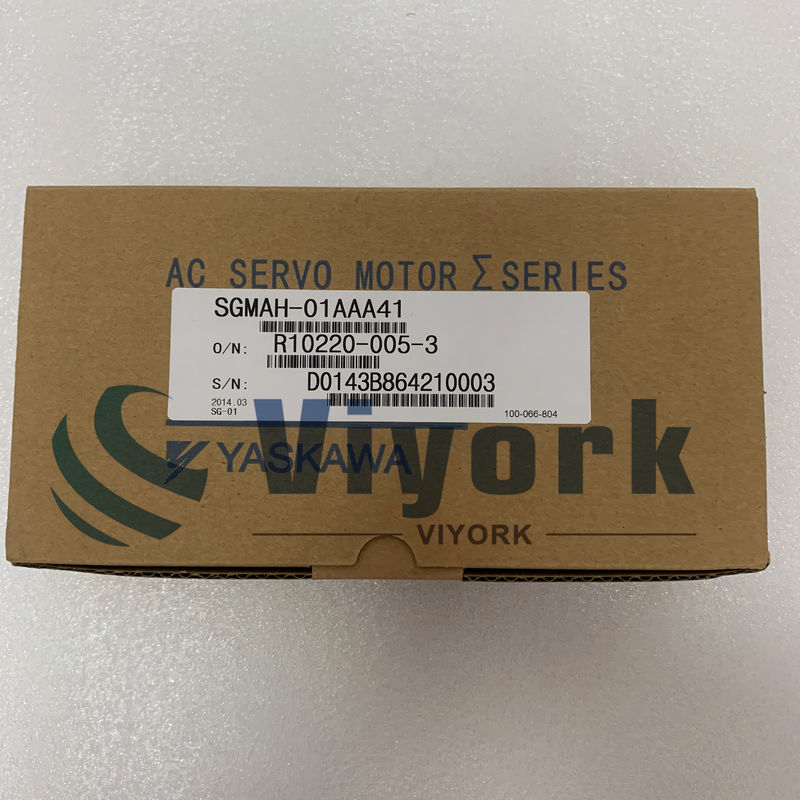 AC SERVO MOTOR Σ SERIES
SGMAH-01AAA41
O/N: R10220-005-3
S/N: D0143B864210003
2014.03
SG-01 100-066-804
YASKAWA
Viyork
VIYORK